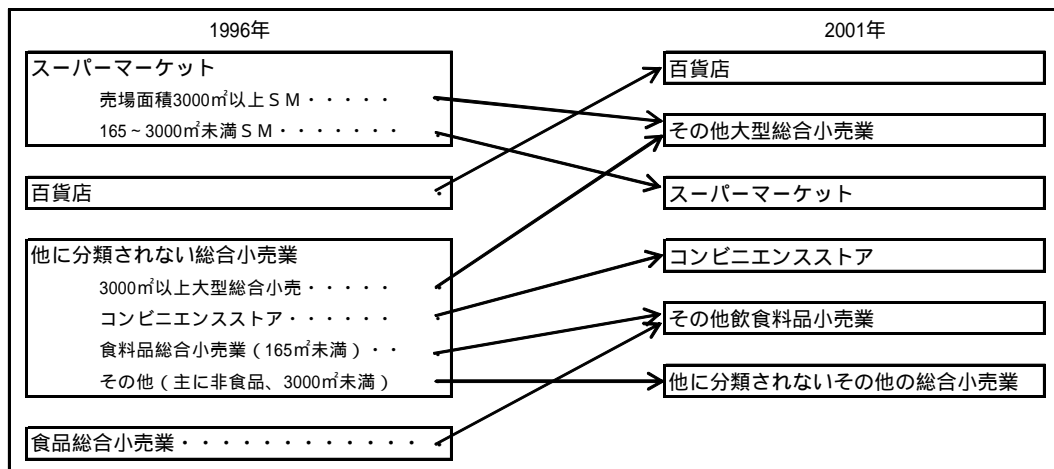 1996年
スーパーマーケット
売場面積3000㎡以上ＳＭ・・・・・
165～3000㎡未満ＳＭ・・・・・・・
百貨店
他に分類されない総合小売業
3000㎡以上大型総合小売・・・・・
コンビニエンスストア・・・・・・
食料品総合小売業（165㎡未満）・・
その他（主に非食品、3000㎡未満）
食品総合小売業・・・・・・・・・・・・
2001年
百貨店
その他大型総合小売業
スーパーマーケット
コンビニエンスストア
その他飲食料品小売業
他に分類されないその他の総合小売業